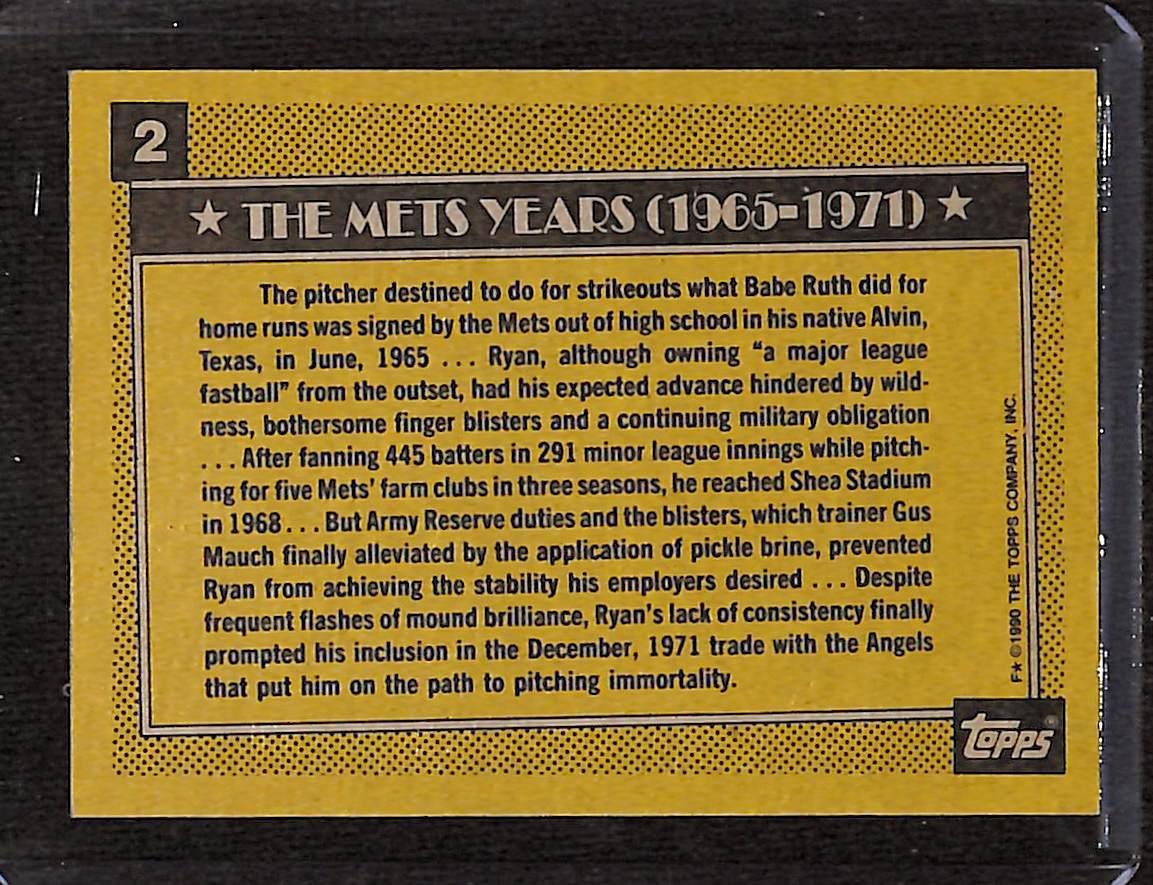 2
★ THE METS YEARS (1965-1971) ★
The pitcher destined to do for strikeouts what Babe Ruth did for
home runs was signed by the Mets out of high school in his native Alvin,
Texas, in June, 1965 . . . Ryan, although owning "a major league
fastball" from the outset, had his expected advance hindered by wild-
ness, bothersome finger blisters and a continuing military obligation
. . . After fanning 445 batters in 291 minor league innings while pitch-
ing for five Mets' farm clubs in three seasons, he reached Shea Stadium
in 1968 . . . But Army Reserve duties and the blisters, which trainer Gus
Mauch finally alleviated by the application of pickle brine, prevented
Ryan from achieving the stability his employers desired . . . Despite
frequent flashes of mound brilliance, Ryan's lack of consistency finally
prompted his inclusion in the December, 1971 trade with the Angels
that put him on the path to pitching immortality.
F★ © 1990 THE TOPPS COMPANY, INC.
topps®